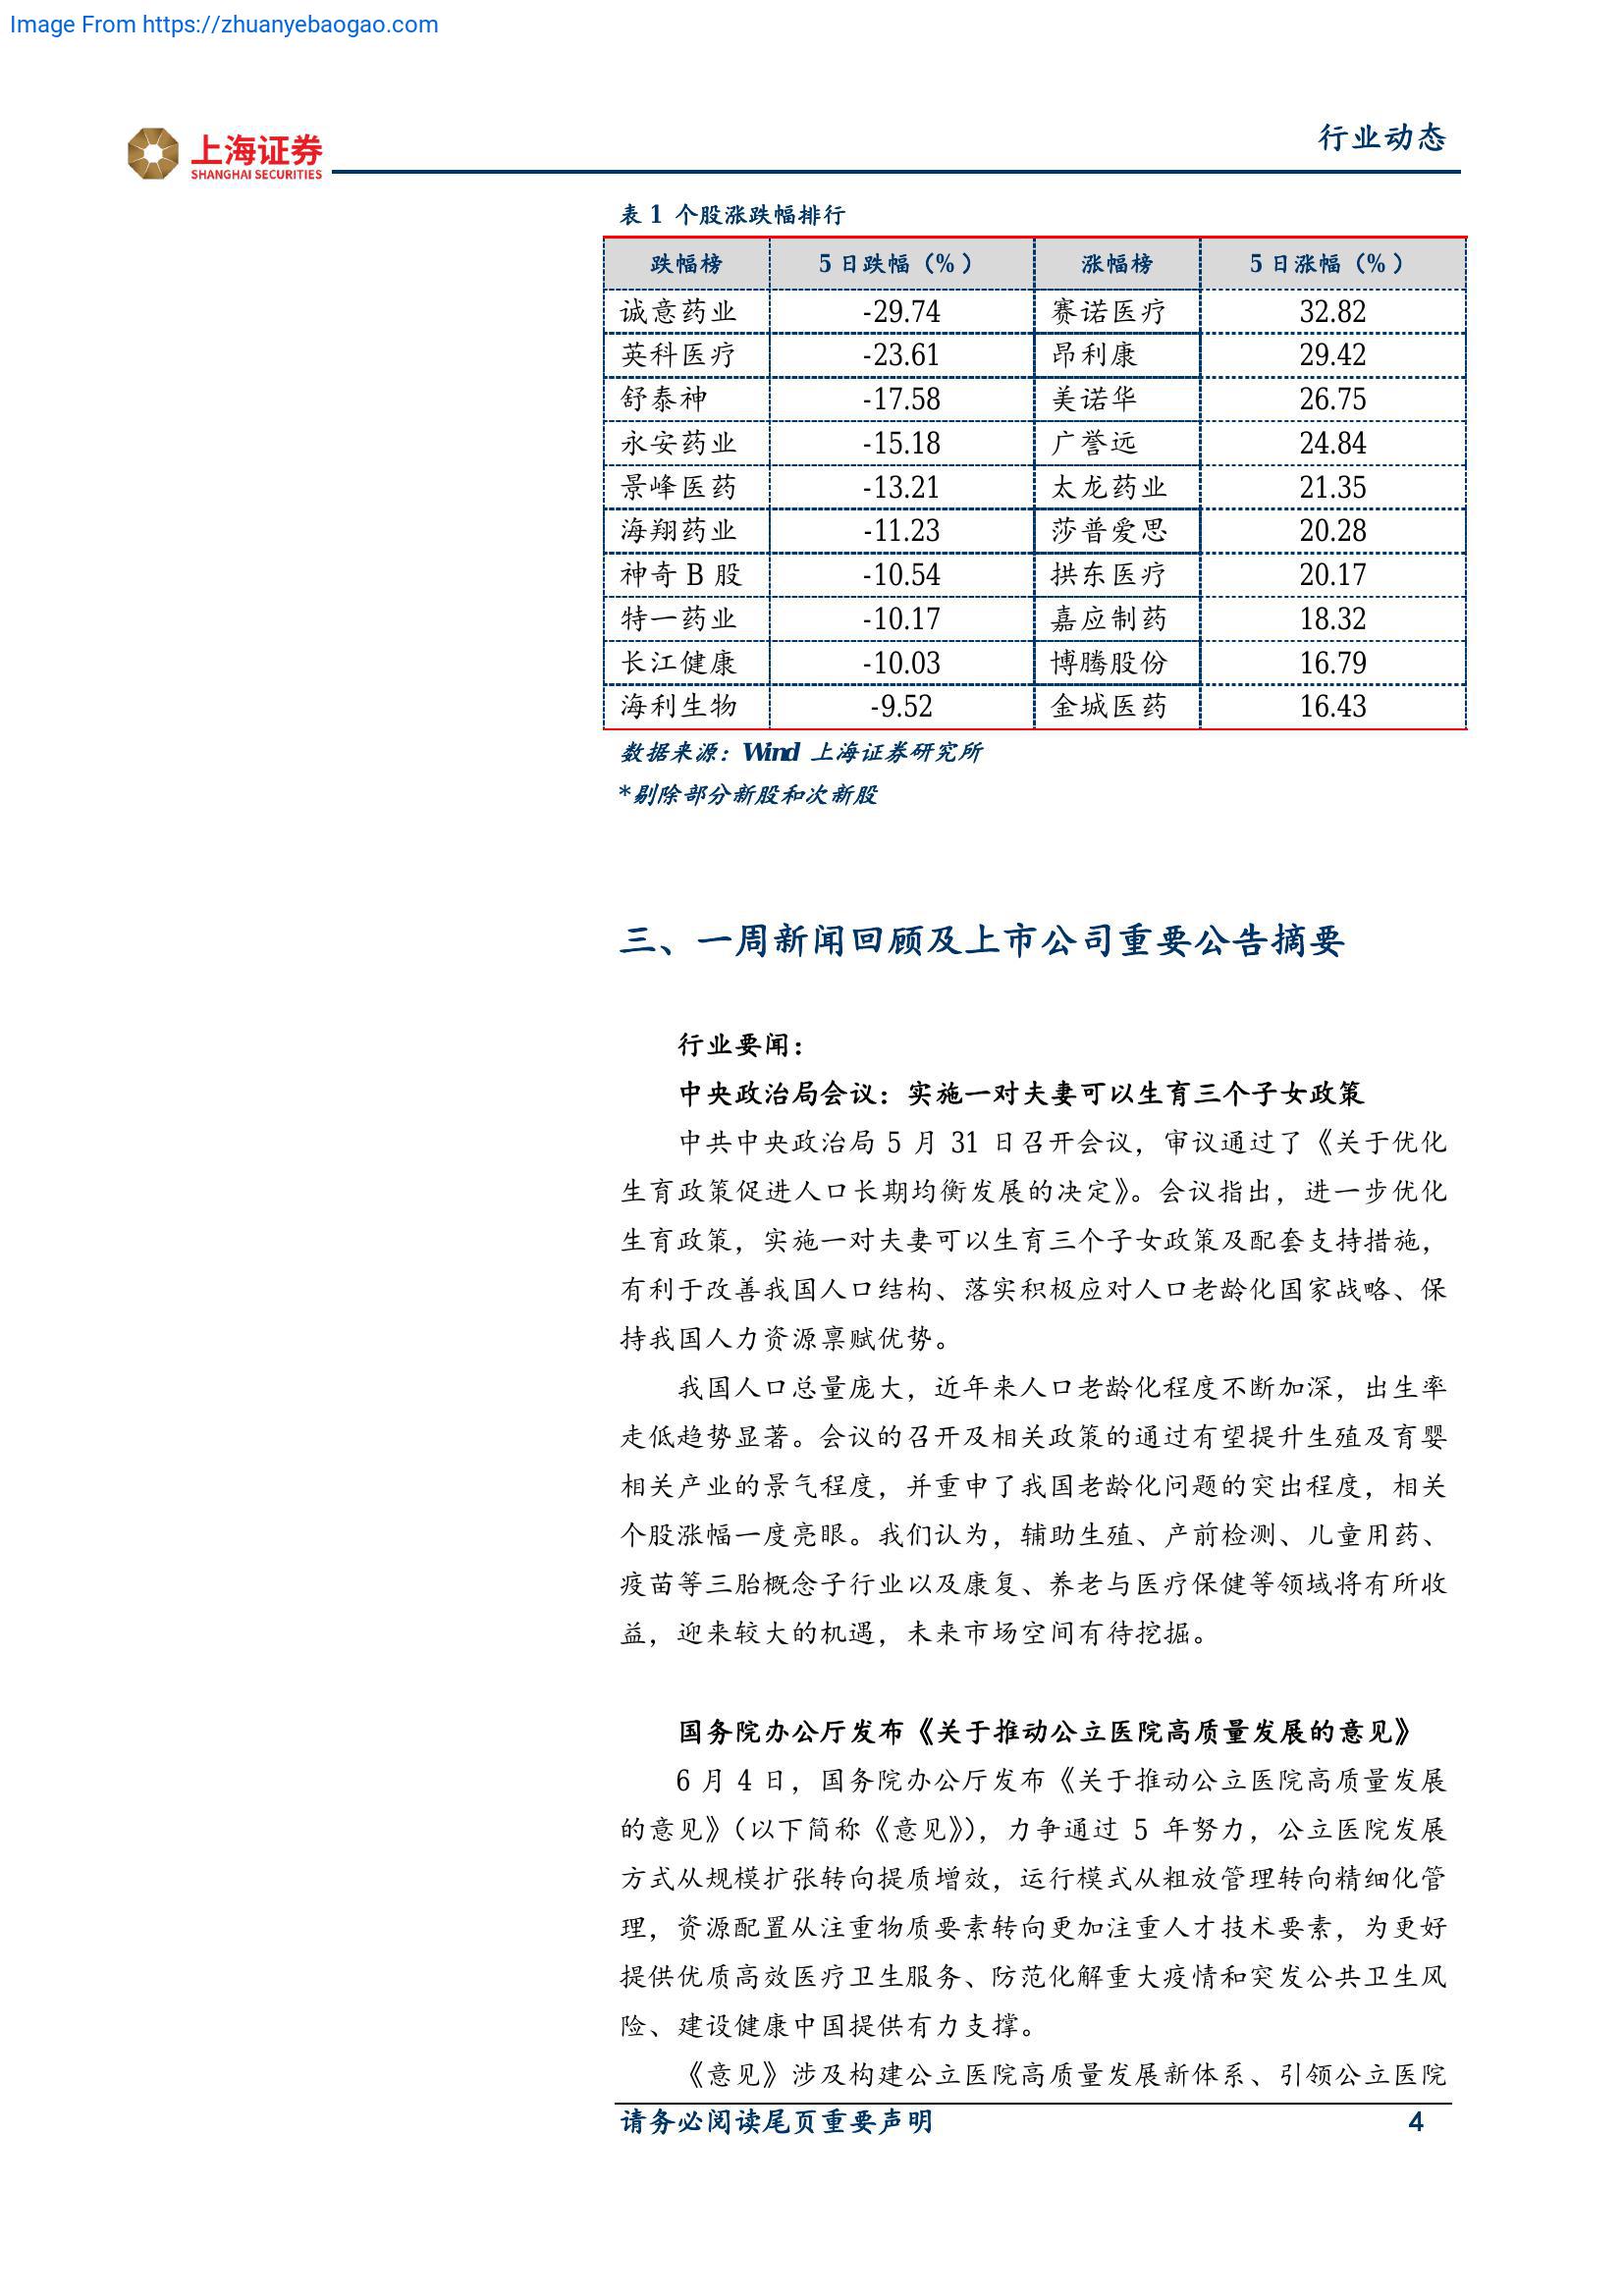 Image From https://zhuanyebaogao.com
上海证券
SHANGHAI SECURITIES
行业动态
表 1 个股涨跌幅排行
跌幅榜 5 日跌幅（%） 涨幅榜 5 日涨幅（%）
诚意药业 -29.74 赛诺医疗 32.82
英科医疗 -23.61 昂利康 29.42
舒泰神 -17.58 美诺华 26.75
永安药业 -15.18 广誉远 24.84
景峰医药 -13.21 太龙药业 21.35
海翔药业 -11.23 莎普爱思 20.28
神奇 B 股 -10.54 拱东医疗 20.17
特一药业 -10.17 嘉应制药 18.32
长江健康 -10.03 博腾股份 16.79
海利生物 -9.52 金城医药 16.43
数据来源：Wind 上海证券研究所
*剔除部分新股和次新股
三、一周新闻回顾及上市公司重要公告摘要
行业要闻：
中央政治局会议：实施一对夫妻可以生育三个子女政策
中共中央政治局 5 月 31 日召开会议，审议通过了《关于优化
生育政策促进人口长期均衡发展的决定》。会议指出，进一步优化
生育政策，实施一对夫妻可以生育三个子女政策及配套支持措施，
有利于改善我国人口结构、落实积极应对人口老龄化国家战略、保
持我国人力资源禀赋优势。
我国人口总量庞大，近年来人口老龄化程度不断加深，出生率
走低趋势显著。会议的召开及相关政策的通过有望提升生殖及育婴
相关产业的景气程度，并重申了我国老龄化问题的突出程度，相关
个股涨幅一度亮眼。我们认为，辅助生殖、产前检测、儿童用药、
疫苗等三胎概念子行业以及康复、养老与医疗保健等领域将有所收
益，迎来较大的机遇，未来市场空间有待挖掘。
国务院办公厅发布《关于推动公立医院高质量发展的意见》
6 月 4 日，国务院办公厅发布《关于推动公立医院高质量发展
的意见》（以下简称《意见》），力争通过 5 年努力，公立医院发展
方式从规模扩张转向提质增效，运行模式从粗放管理转向精细化管
理，资源配置从注重物质要素转向更加注重人才技术要素，为更好
提供优质高效医疗卫生服务、防范化解重大疫情和突发公共卫生风
险、建设健康中国提供有力支撑。
《意见》涉及构建公立医院高质量发展新体系、引领公立医院
请务必阅读尾页重要声明 4